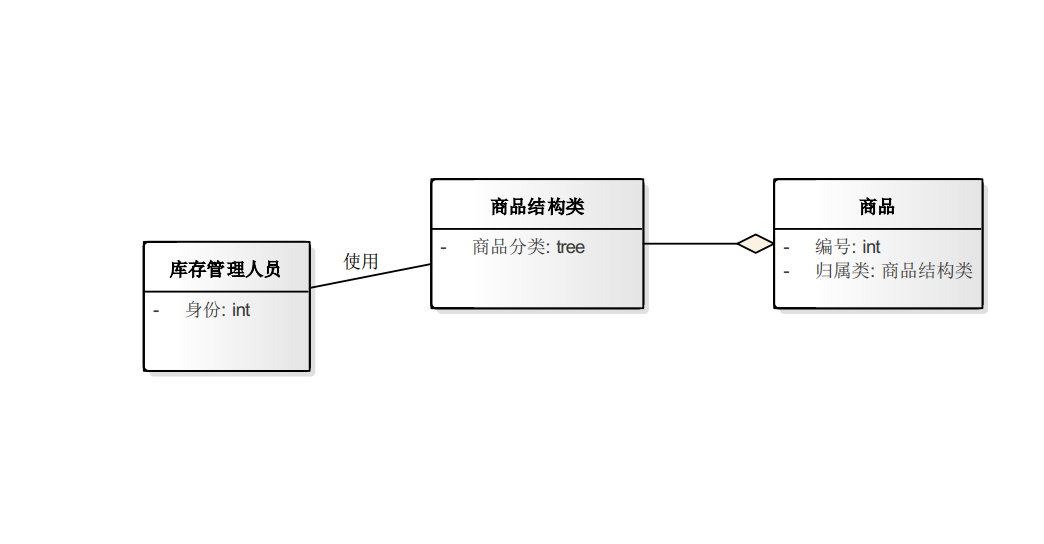 库存管理人员
- 身份: int
使用
商品结构类
- 商品分类: tree
商品
- 编号: int
- 归属类: 商品结构类